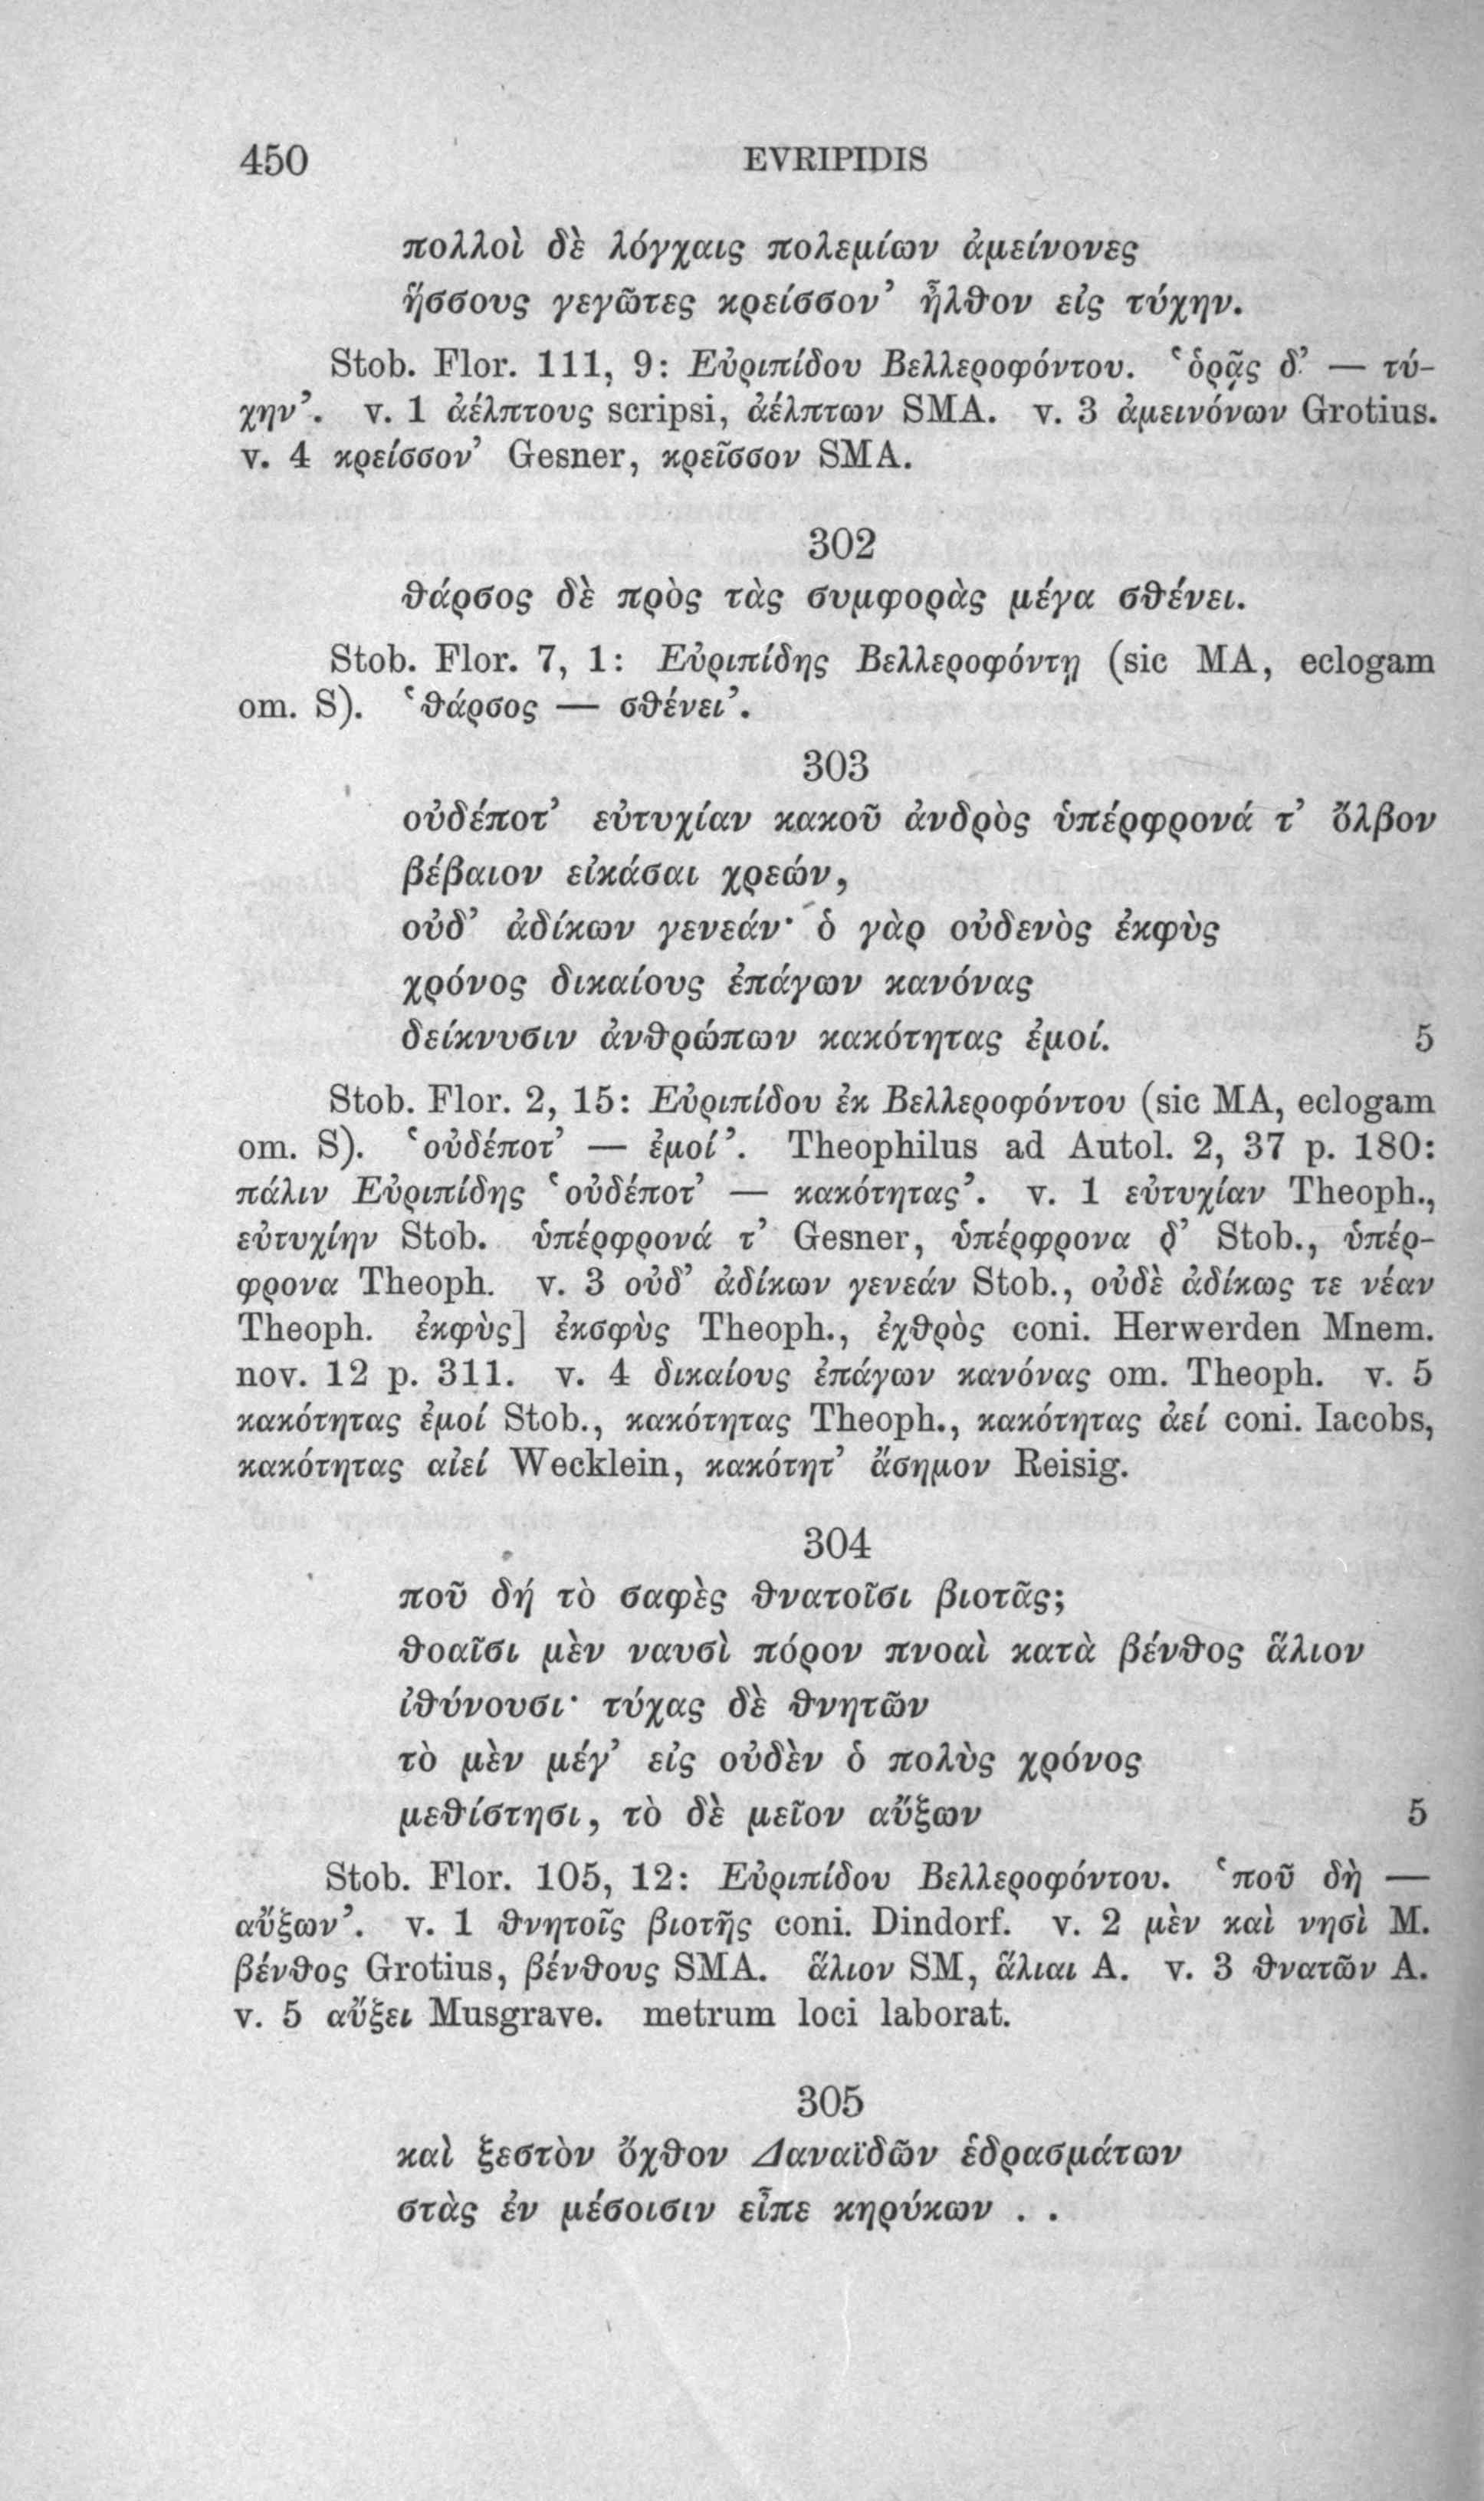 450 EVRIPIDIS
πολλοὶ δὲ λόγχαις πολεμίων ἀμείνονες
ἥσσους γεγῶτες κρείσσον’ ἦλθον εἰς τύχην.
Stob. Flor. 111, 9: Εὐριπίδου Βελλεροφόντου. ‘ὁρᾷς δ’ — τύ-
χην’. v. 1 ἀέλπτους scripsi, ἀέλπτων SMA. v. 3 ἀμεινόνων Grotius.
v. 4 κρείσσον’ Gesner, κρεῖσσον SMA.
302
θάρσος δὲ πρὸς τὰς συμφορὰς μέγα σθένει.
Stob. Flor. 7, 1: Εὐριπίδης Βελλεροφόντῃ (sic MA, eclogam
om. S). ‘θάρσος — σθένει’.
303
οὐδέποτ’ εὐτυχίαν κακοῦ ἀνδρὸς ὑπέρφρονά τ’ ὄλβον
βέβαιον εἰκάσαι χρεών,
οὐδ’ ἀδίκων γενεάν· ὁ γὰρ οὐδενὸς ἐκφὺς
χρόνος δικαίους ἐπάγων κανόνας
δείκνυσιν ἀνθρώπων κακότητας ἐμοί. 5
Stob. Flor. 2, 15: Εὐριπίδου ἐκ Βελλεροφόντου (sic MA, eclogam
om. S). ‘οὐδέποτ’ — ἐμοί’. Theophilus ad Autol. 2, 37 p. 180:
πάλιν Εὐριπίδης ‘οὐδέποτ’ — κακότητας’. v. 1 εὐτυχίαν Theoph.,
εὐτυχίην Stob. ὑπέρφρονά τ’ Gesner, ὑπέρφρονα δ’ Stob., ὑπέρ-
φρονα Theoph. v. 3 οὐδ’ ἀδίκων γενεάν Stob., οὐδὲ ἀδίκως τε νέαν
Theoph. ἐκφὺς] ἐκσφὺς Theoph., ἐχθρὸς coni. Herwerden Mnem.
nov. 12 p. 311. v. 4 δικαίους ἐπάγων κανόνας om. Theoph. v. 5
κακότητας ἐμοί Stob., κακότητας Theoph., κακότητας ἀεί coni. Iacobs,
κακότητας αἰεί Wecklein, κακότητ’ ἄσημον Reisig.
304
ποῦ δή τὸ σαφὲς θνατοῖσι βιοτᾶς;
θοαῖσι μὲν ναυσὶ πόρον πνοαὶ κατὰ βένθος ἅλιον
ἰθύνουσι· τύχας δὲ θνητῶν
τὸ μὲν μέγ’ εἰς οὐδὲν ὁ πολὺς χρόνος
μεθίστησι, τὸ δὲ μεῖον αὔξων 5
Stob. Flor. 105, 12: Εὐριπίδου Βελλεροφόντου. ‘ποῦ δὴ —
αὔξων’. v. 1 θνητοῖς βιοτῆς coni. Dindorf. v. 2 μὲν καὶ νησὶ M.
βένθος Grotius, βένθους SMA. ἅλιον SM, ἅλιαι A. v. 3 θνατῶν A.
v. 5 αὔξει Musgrave. metrum loci laborat.
305
καὶ ξεστὸν ὄχθον Δαναϊδῶν ἑδρασμάτων
στὰς ἐν μέσοισιν εἶπε κηρύκων . .